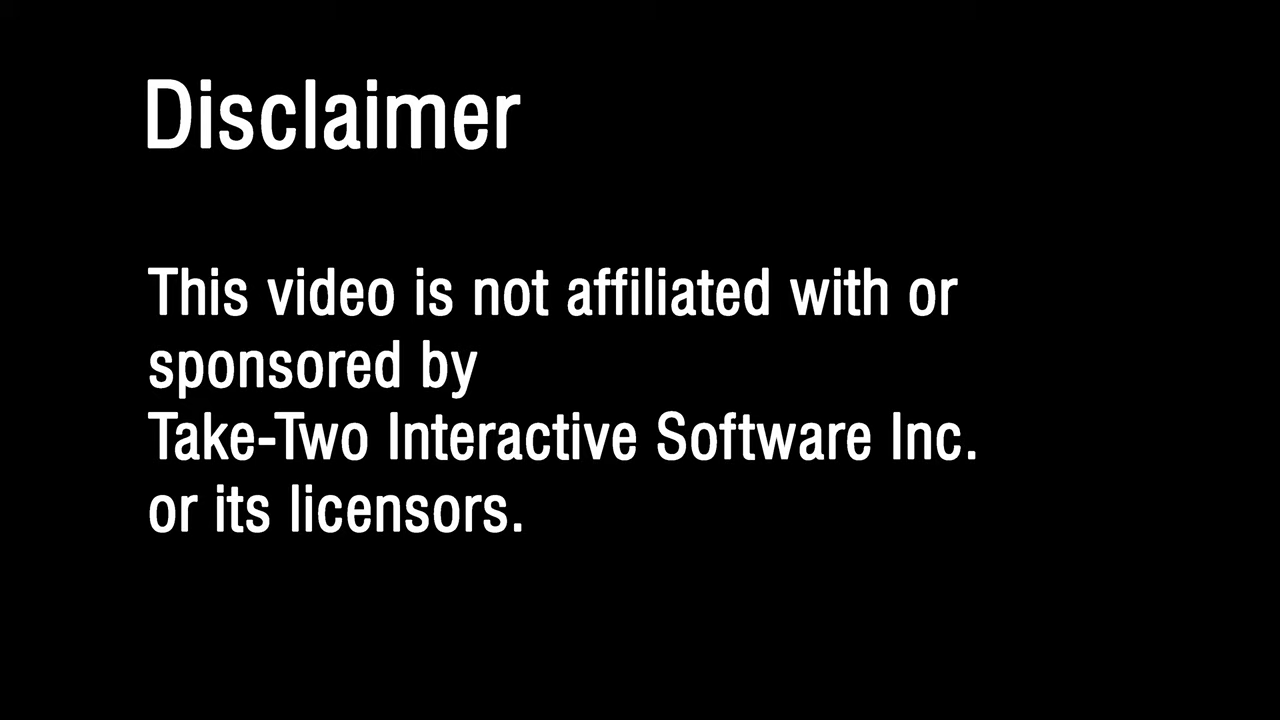 Disclaimer
This video is not affiliated with or
sponsored by
Take-Two Interactive Software Inc.
or its licensors.